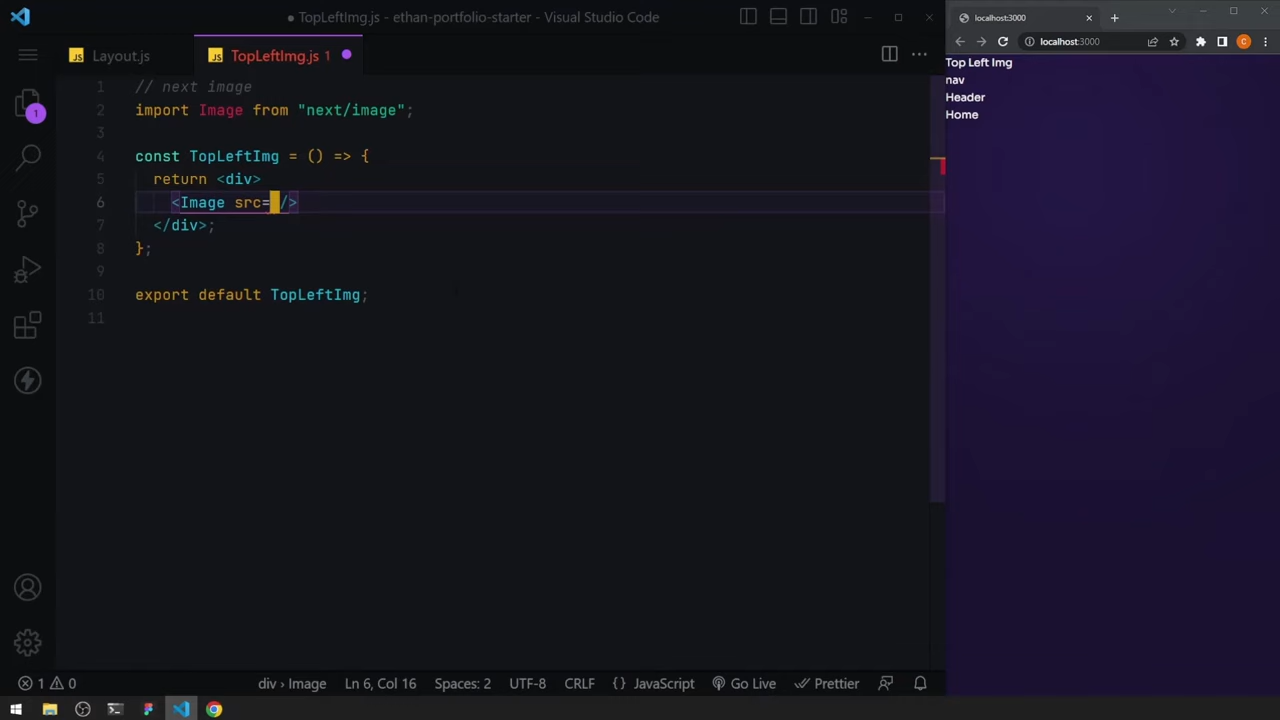 TopLeftImg.js - ethan-portfolio-starter - Visual Studio Code
Layout.js
TopLeftImg.js 1
1 // next image
2 import Image from "next/image";
3
4 const TopLeftImg = () => {
5 return <div>
6 <Image src= />
7 </div>;
8 };
9
10 export default TopLeftImg;
11
1
1 0
div › Image
Ln 6, Col 16
Spaces: 2
UTF-8
CRLF
{} JavaScript
Go Live
Prettier
localhost:3000
localhost:3000
C
Top Left Img
nav
Header
Home